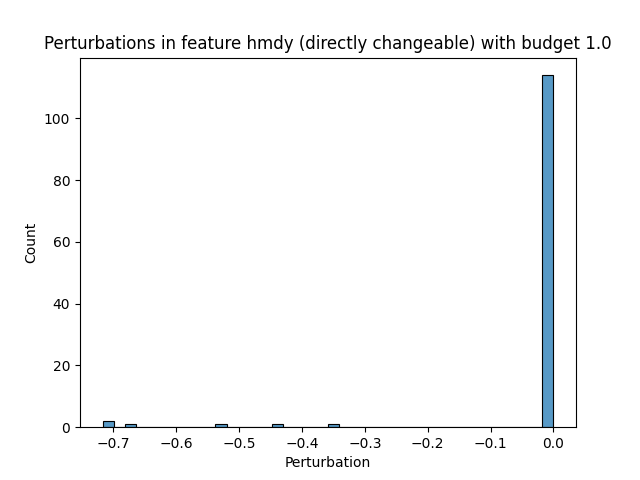 Perturbations in feature hmdy (directly changeable) with budget 1.0
Count
100
80
60
40
20
0
−0.7 −0.6 −0.5 −0.4 −0.3 −0.2 −0.1 0.0
Perturbation